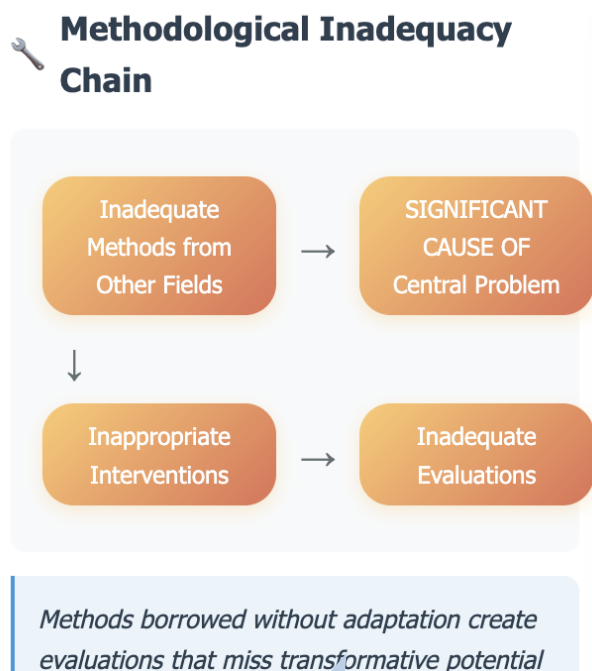 Methodological Inadequacy
Chain
Inadequate
Methods from
Other Fields
→
SIGNIFICANT
CAUSE OF
Central Problem
↓
Inappropriate
Interventions
→
Inadequate
Evaluations
Methods borrowed without adaptation create
evaluations that miss transformative potential